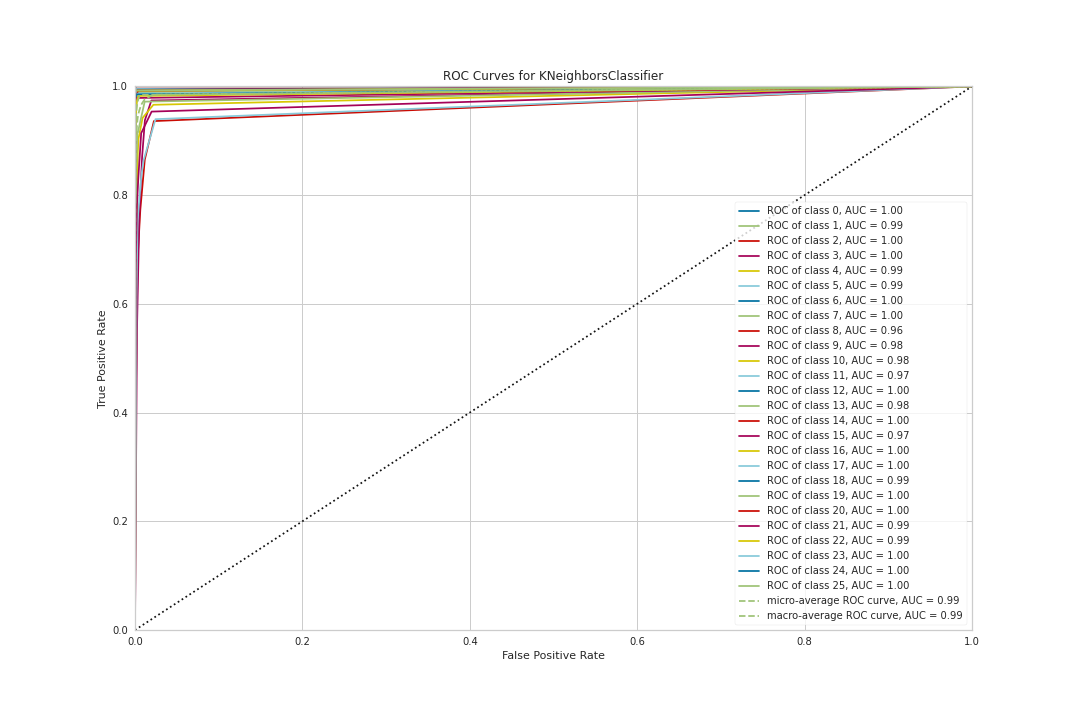 ROC Curves for KNeighborsClassifier
1.0
0.8
0.6
0.4
0.2
0.0
True Positive Rate
ROC of class 0, AUC = 1.00
ROC of class 1, AUC = 0.99
ROC of class 2, AUC = 1.00
ROC of class 3, AUC = 1.00
ROC of class 4, AUC = 0.99
ROC of class 5, AUC = 0.99
ROC of class 6, AUC = 1.00
ROC of class 7, AUC = 1.00
ROC of class 8, AUC = 0.96
ROC of class 9, AUC = 0.98
ROC of class 10, AUC = 0.98
ROC of class 11, AUC = 0.97
ROC of class 12, AUC = 1.00
ROC of class 13, AUC = 0.98
ROC of class 14, AUC = 1.00
ROC of class 15, AUC = 0.97
ROC of class 16, AUC = 1.00
ROC of class 17, AUC = 1.00
ROC of class 18, AUC = 0.99
ROC of class 19, AUC = 1.00
ROC of class 20, AUC = 1.00
ROC of class 21, AUC = 0.99
ROC of class 22, AUC = 0.99
ROC of class 23, AUC = 1.00
ROC of class 24, AUC = 1.00
ROC of class 25, AUC = 1.00
micro-average ROC curve, AUC = 0.99
macro-average ROC curve, AUC = 0.99
0.0 0.2 0.4 0.6 0.8 1.0
False Positive Rate